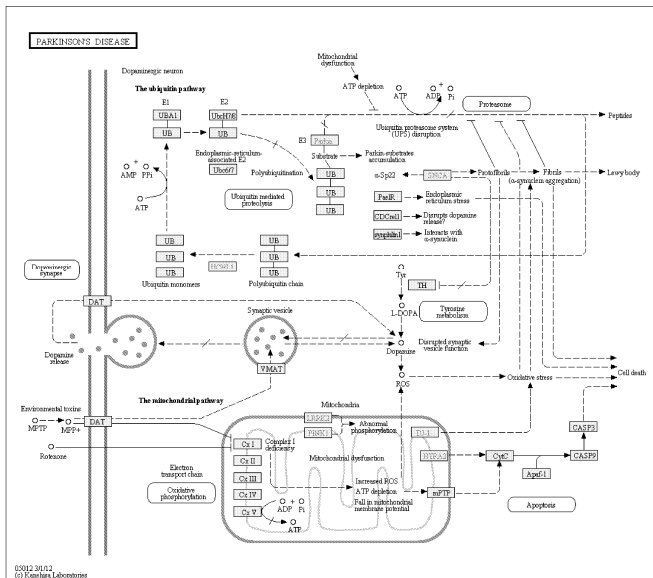 PARKINSON'S DISEASE
Dopaminergic neuron
The ubiquitin pathway
E1
UBA1
UB
E2
UbcH7/8
UB
Endoplasmic-reticulum-
associated E2
Ubc6/7
Polyubiquitination
Ubiquitin mediated
proteolysis
AMP
PPi
ATP
Mitochondrial
dysfunction
ATP depletion
ATP
ADP
+
Pi
Proteasome
Peptides
Ubiquitin proteasome system
(UPS) disruption
E3
Parkin
Substrate
Parkin-substrates
accumulation
UB
UB
UB
α-Sp22
SNCA
Protofibrils
Fibrils
(α-synuclein aggregation)
Lewy body
PaelR
Endoplasmic
reticulum stress
CDCrel1
Disrupts dopamine
release?
synphilin1
Interacts with
α-synuclein
UB
UB
UB
Ubiquitin monomers
UB
UB
UB
Polyubiquitin chain
Dopaminergic
synapse
DAT
Dopamine
release
Synaptic vesicle
VMAT
Tyr
TH
L-DOPA
Tyrosine
metabolism
Dopamine
Disrupted synaptic
vesicle function
ROS
Oxidative stress
Cell death
The mitochondrial pathway
Environmental toxins
MPTP
MPP+
DAT
Rotenone
Mitochondria
LRRK2
PINK1
Abnormal
phosphorylation
DJ-1
HTRA2
Cx I
Cx II
Cx III
Cx IV
Cx V
Complex I
deficiency
Mitochondrial dysfunction
Increased ROS
ATP depletion
Fall in mitochondrial
membrane potential
ADP
+
Pi
ATP
mPTP
Electron
transport chain
Oxidative
phosphorylation
CytC
Apaf-1
CASP9
CASP3
Apoptosis
05012 3/1/12
(c) Kanehisa Laboratories